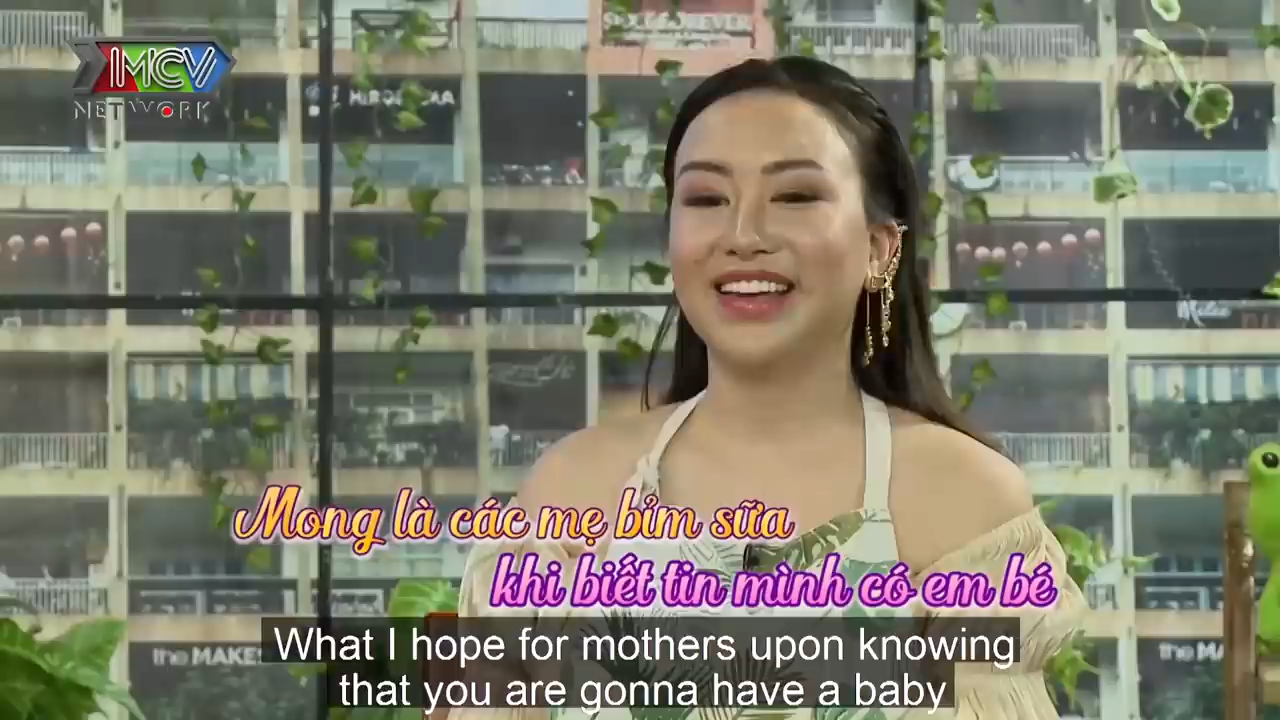 MCV
NETWORK
Mong là các mẹ bỉm sữa
khi biết tin mình có em bé
What I hope for mothers upon knowing
that you are gonna have a baby